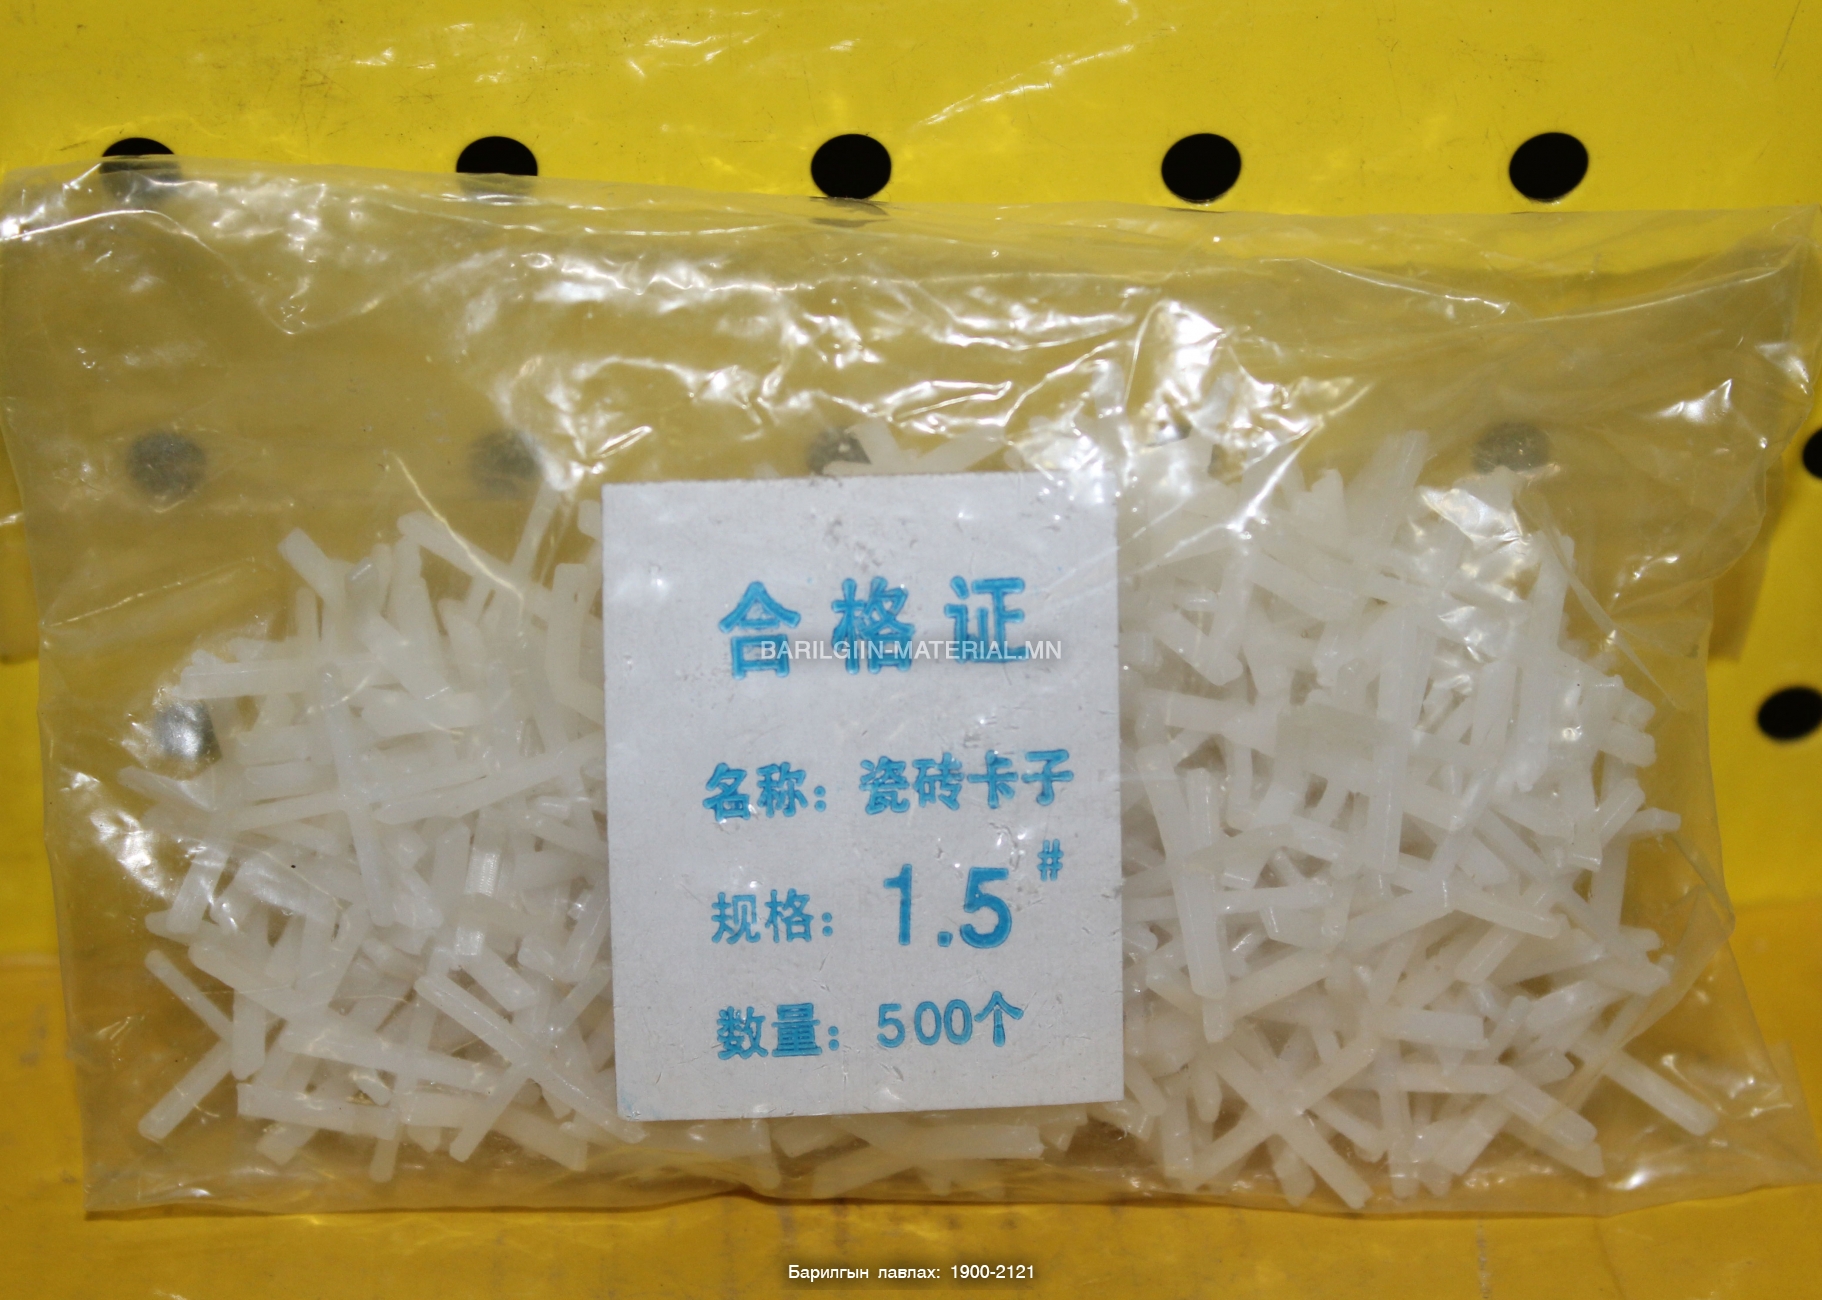 合格证
BARILGIIN-MATERIAL.MN
名称: 瓷砖卡子
规格: 1.5#
数量: 500个
Барилгын лавлах: 1900-2121